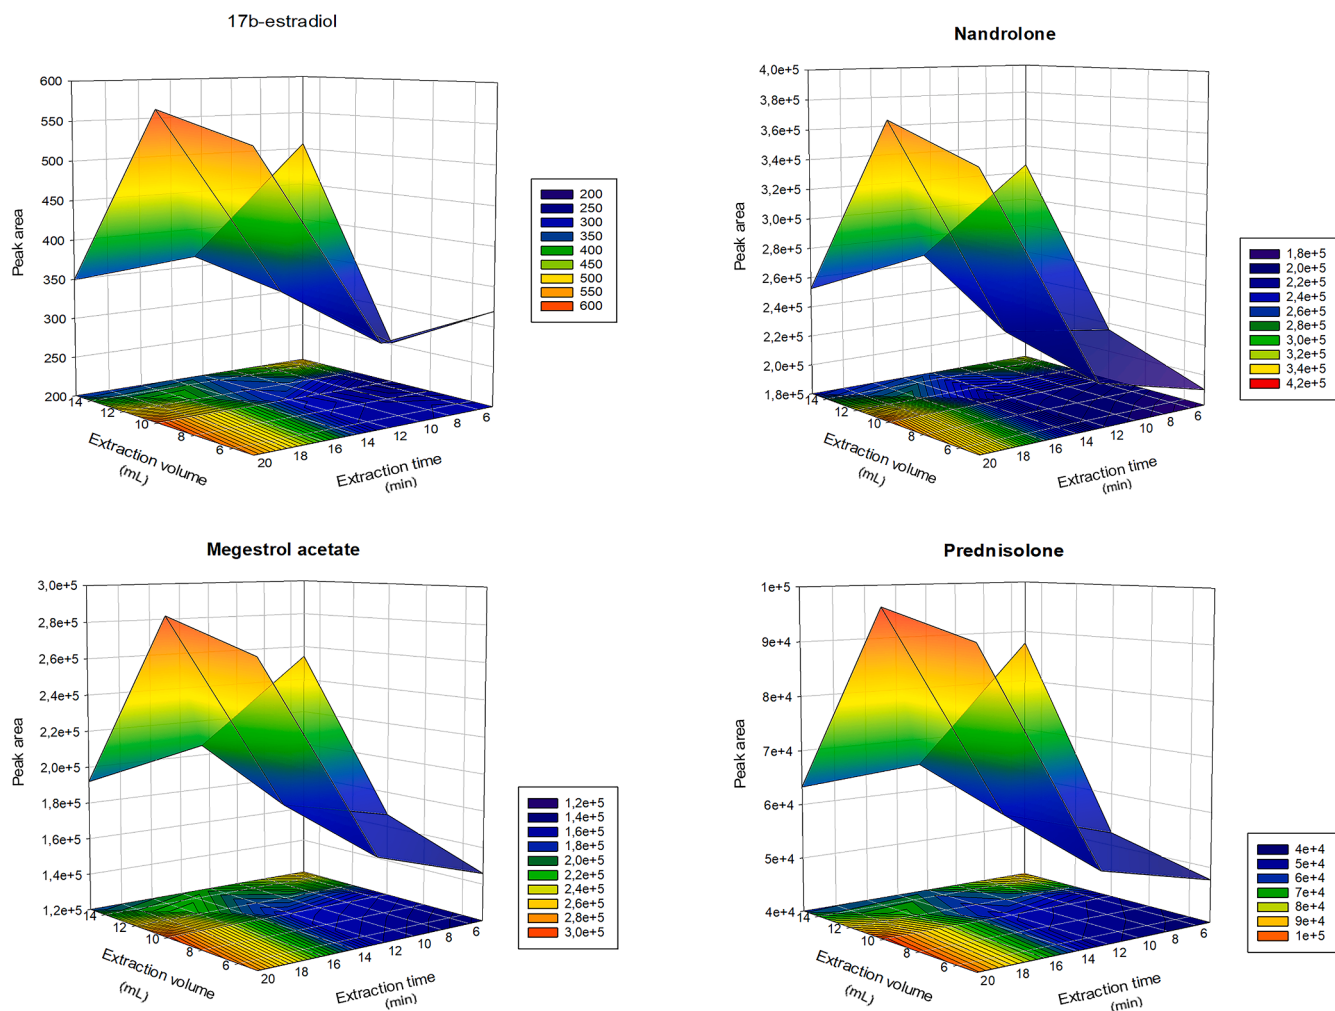 17b-estradiol
600
550
500
450
400
350
300
250
200
Peak area
14
12
10
8
6
Extraction volume
(mL)
20
18
16
14
12
10
8
6
Extraction time
(min)
200
250
300
350
400
450
500
550
600
Nandrolone
4,0e+5
3,8e+5
3,6e+5
3,4e+5
3,2e+5
3,0e+5
2,8e+5
2,6e+5
2,4e+5
2,2e+5
2,0e+5
1,8e+5
Peak area
14
12
10
8
6
Extraction volume
(mL)
20
18
16
14
12
10
8
6
Extraction time
(min)
1,8e+5
2,0e+5
2,2e+5
2,4e+5
2,6e+5
2,8e+5
3,0e+5
3,2e+5
3,4e+5
4,2e+5
Megestrol acetate
3,0e+5
2,8e+5
2,6e+5
2,4e+5
2,2e+5
2,0e+5
1,8e+5
1,6e+5
1,4e+5
1,2e+5
Peak area
14
12
10
8
6
Extraction volume
(mL)
20
18
16
14
12
10
8
6
Extraction time
(min)
1,2e+5
1,4e+5
1,6e+5
1,8e+5
2,0e+5
2,2e+5
2,4e+5
2,6e+5
2,8e+5
3,0e+5
Prednisolone
1e+5
9e+4
8e+4
7e+4
6e+4
5e+4
4e+4
Peak area
14
12
10
8
6
Extraction volume
(mL)
20
18
16
14
12
10
8
6
Extraction time
(min)
4e+4
5e+4
6e+4
7e+4
8e+4
9e+4
1e+5